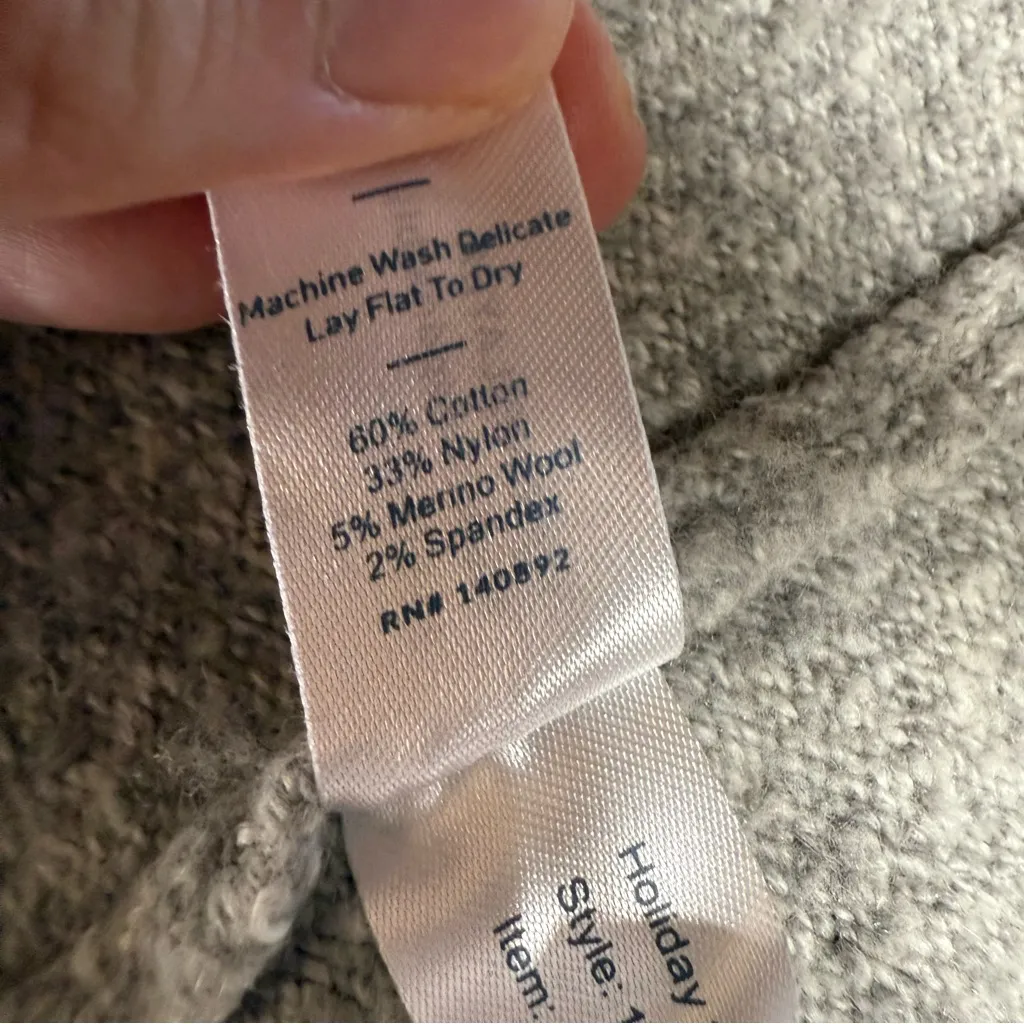 Machine Wash Delicate
Lay Flat To Dry
60% Cotton
33% Nylon
5% Merino Wool
2% Spandex
RN# 140892
Holiday
Style: 1
Item: